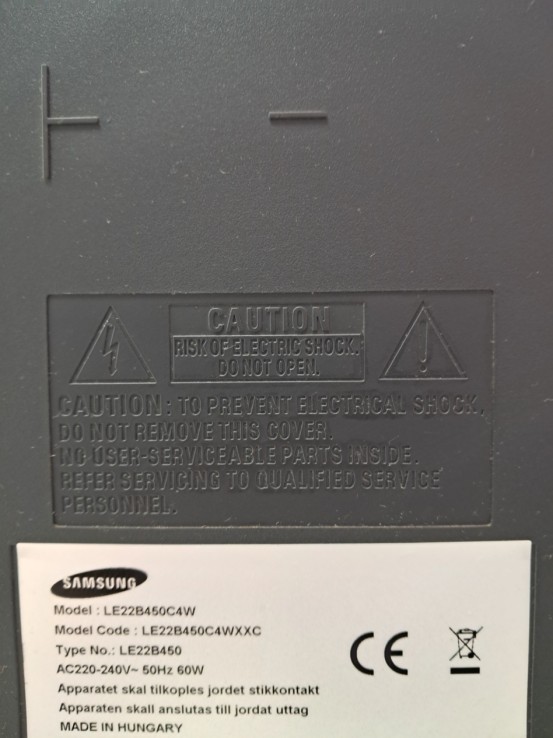 CAUTION
RISK OF ELECTRIC SHOCK.
DO NOT OPEN.
CAUTION: TO PREVENT ELECTRICAL SHOCK,
DO NOT REMOVE THIS COVER.
NO USER-SERVICEABLE PARTS INSIDE.
REFER SERVICING TO QUALIFIED SERVICE
PERSONNEL.
SAMSUNG
Model : LE22B450C4W
Model Code : LE22B450C4WXXC
Type No.: LE22B450
AC220-240V~ 50Hz 60W
Apparatet skal tilkoples jordet stikkontakt
Apparaten skall anslutas till jordat uttag
MADE IN HUNGARY
CE